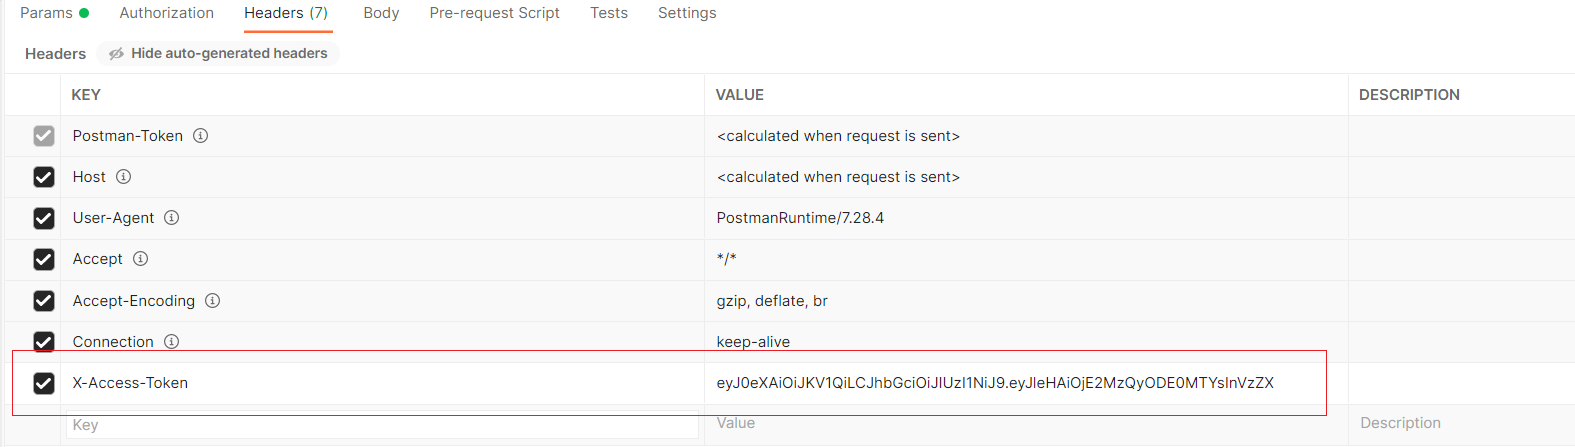 Params Authorization Headers (7) Body Pre-request Script Tests Settings
Headers Hide auto-generated headers
KEY VALUE DESCRIPTION
Postman-Token <calculated when request is sent>
Host <calculated when request is sent>
User-Agent PostmanRuntime/7.28.4
Accept */*
Accept-Encoding gzip, deflate, br
Connection keep-alive
X-Access-Token eyJ0eXAiOiJKV1QiLCJhbGciOiJIUzI1NiJ9.eyJleHAiOjE2MzQyODE0MTYsInVzZX
Key Value Description